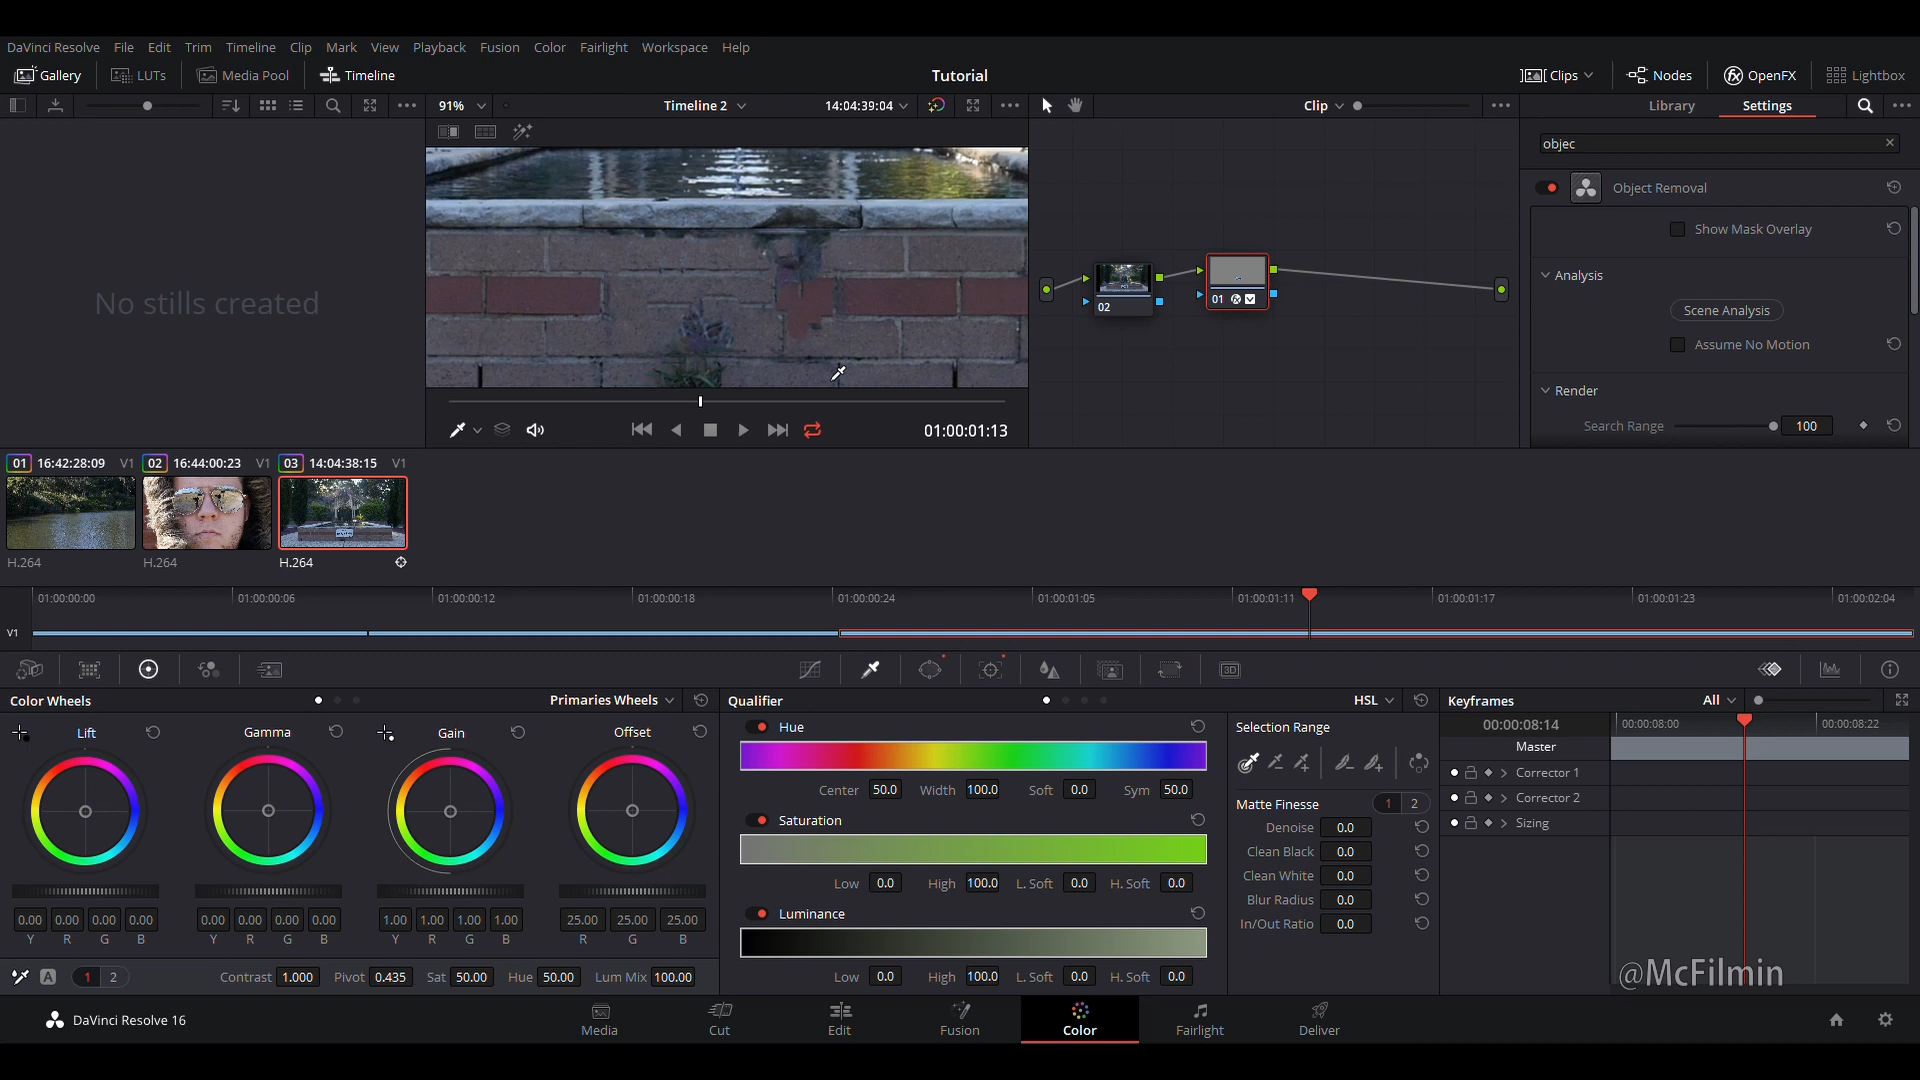 DaVinci Resolve File Edit Trim Timeline Clip Mark View Playback Fusion Color Fairlight Workspace Help
Gallery LUTs Media Pool Timeline Tutorial Clips Nodes OpenFX Lightbox
91% Timeline 2 14:04:39:04 Clip Library Settings
objec
Object Removal
Show Mask Overlay
Analysis
No stills created
02
01
Scene Analysis
Assume No Motion
Render
Search Range 100
01:00:01:13
01 16:42:28:09 V1 02 16:44:00:23 V1 03 14:04:38:15 V1
H.264 H.264 H.264
01:00:00:00 01:00:00:06 01:00:00:12 01:00:00:18 01:00:00:24 01:00:01:05 01:00:01:11 01:00:01:17 01:00:01:23 01:00:02:04
V1
3D
Color Wheels Primaries Wheels Qualifier HSL Keyframes All
Lift Gamma Gain Offset
Hue
Selection Range
00:00:08:14 00:00:08:00 00:00:08:22
Master
Corrector 1
Center 50.0 Width 100.0 Soft 0.0 Sym 50.0
Corrector 2
Matte Finesse 1 2
Saturation
Sizing
Denoise 0.0
Clean Black 0.0
Clean White 0.0
Low 0.0 High 100.0 L. Soft 0.0 H. Soft 0.0
Blur Radius 0.0
Luminance
In/Out Ratio 0.0
0.00 0.00 0.00 0.00 0.00 0.00 0.00 0.00 1.00 1.00 1.00 1.00 25.00 25.00 25.00
Y R G B Y R G B Y R G B R G B
A 1 2 Contrast 1.000 Pivot 0.435 Sat 50.00 Hue 50.00 Lum Mix 100.00
Low 0.0 High 100.0 L. Soft 0.0 H. Soft 0.0
@McFilmin
DaVinci Resolve 16
Media Cut Edit Fusion Color Fairlight Deliver